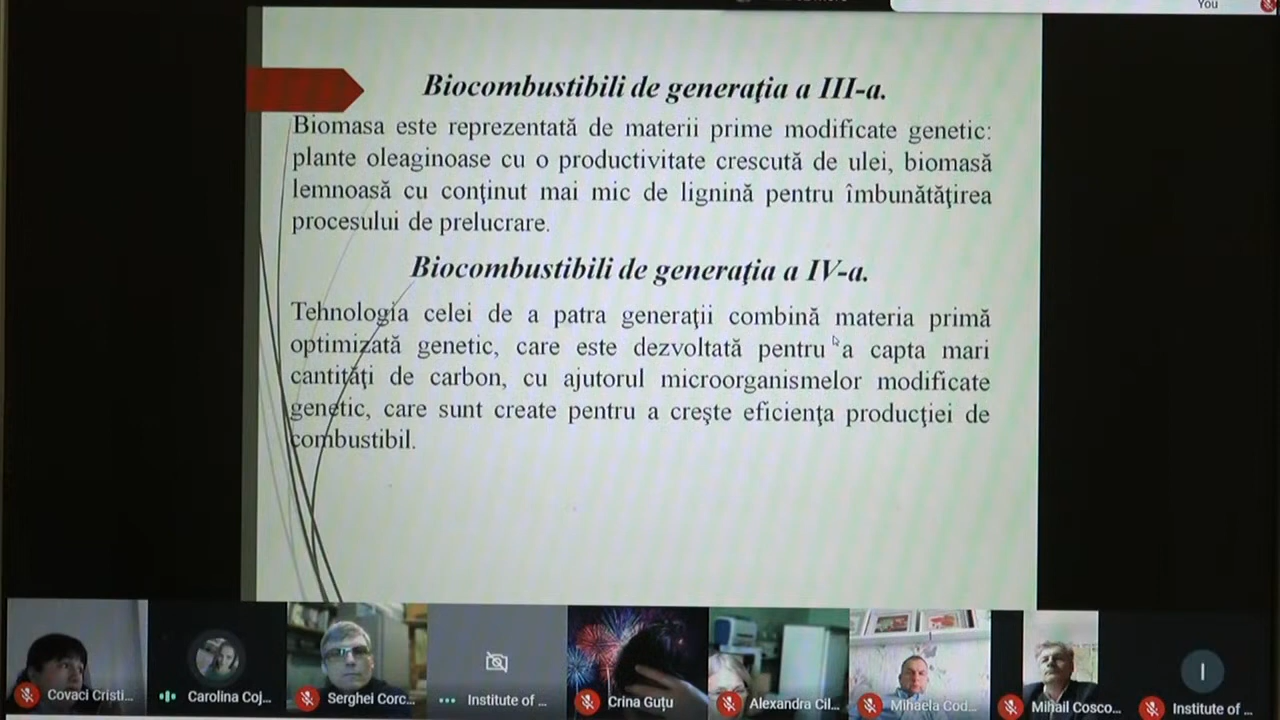 You
Biocombustibili de generaţia a III-a.
Biomasa este reprezentată de materii prime modificate genetic:
plante oleaginoase cu o productivitate crescută de ulei, biomasă
lemnoasă cu conţinut mai mic de lignină pentru îmbunătăţirea
procesului de prelucrare.
Biocombustibili de generaţia a IV-a.
Tehnologia celei de a patra generaţii combină materia primă
optimizată genetic, care este dezvoltată pentru a capta mari
cantităţi de carbon, cu ajutorul microorganismelor modificate
genetic, care sunt create pentru a creşte eficienţa producţiei de
combustibil.
I
Covaci Cristi...
Carolina Coj...
Serghei Corc...
Institute of ...
Crina Guțu
Alexandra Cil...
Mihaela Cod...
Mihail Cosco...
Institute of ...